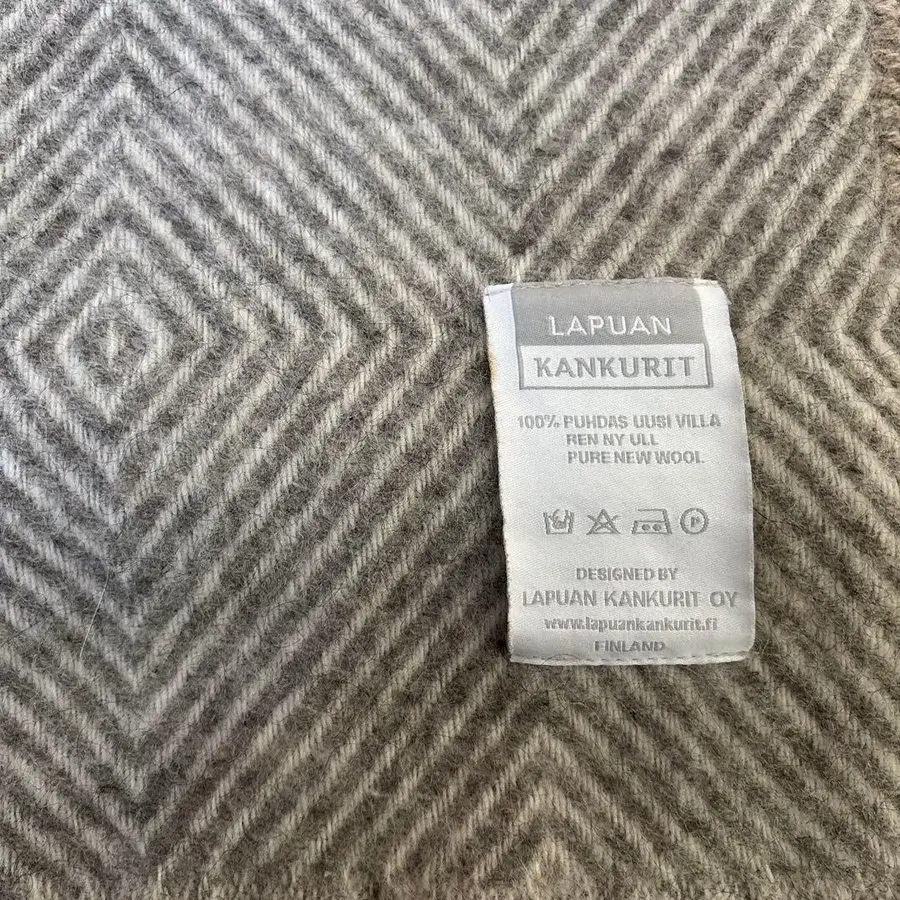 LAPUAN
KANKURIT
100% PUHDAS UUSI VILLA
REN NY ULL
PURE NEW WOOL
P
DESIGNED BY
LAPUAN KANKURIT OY
www.lapuankankurit.fi
FINLAND